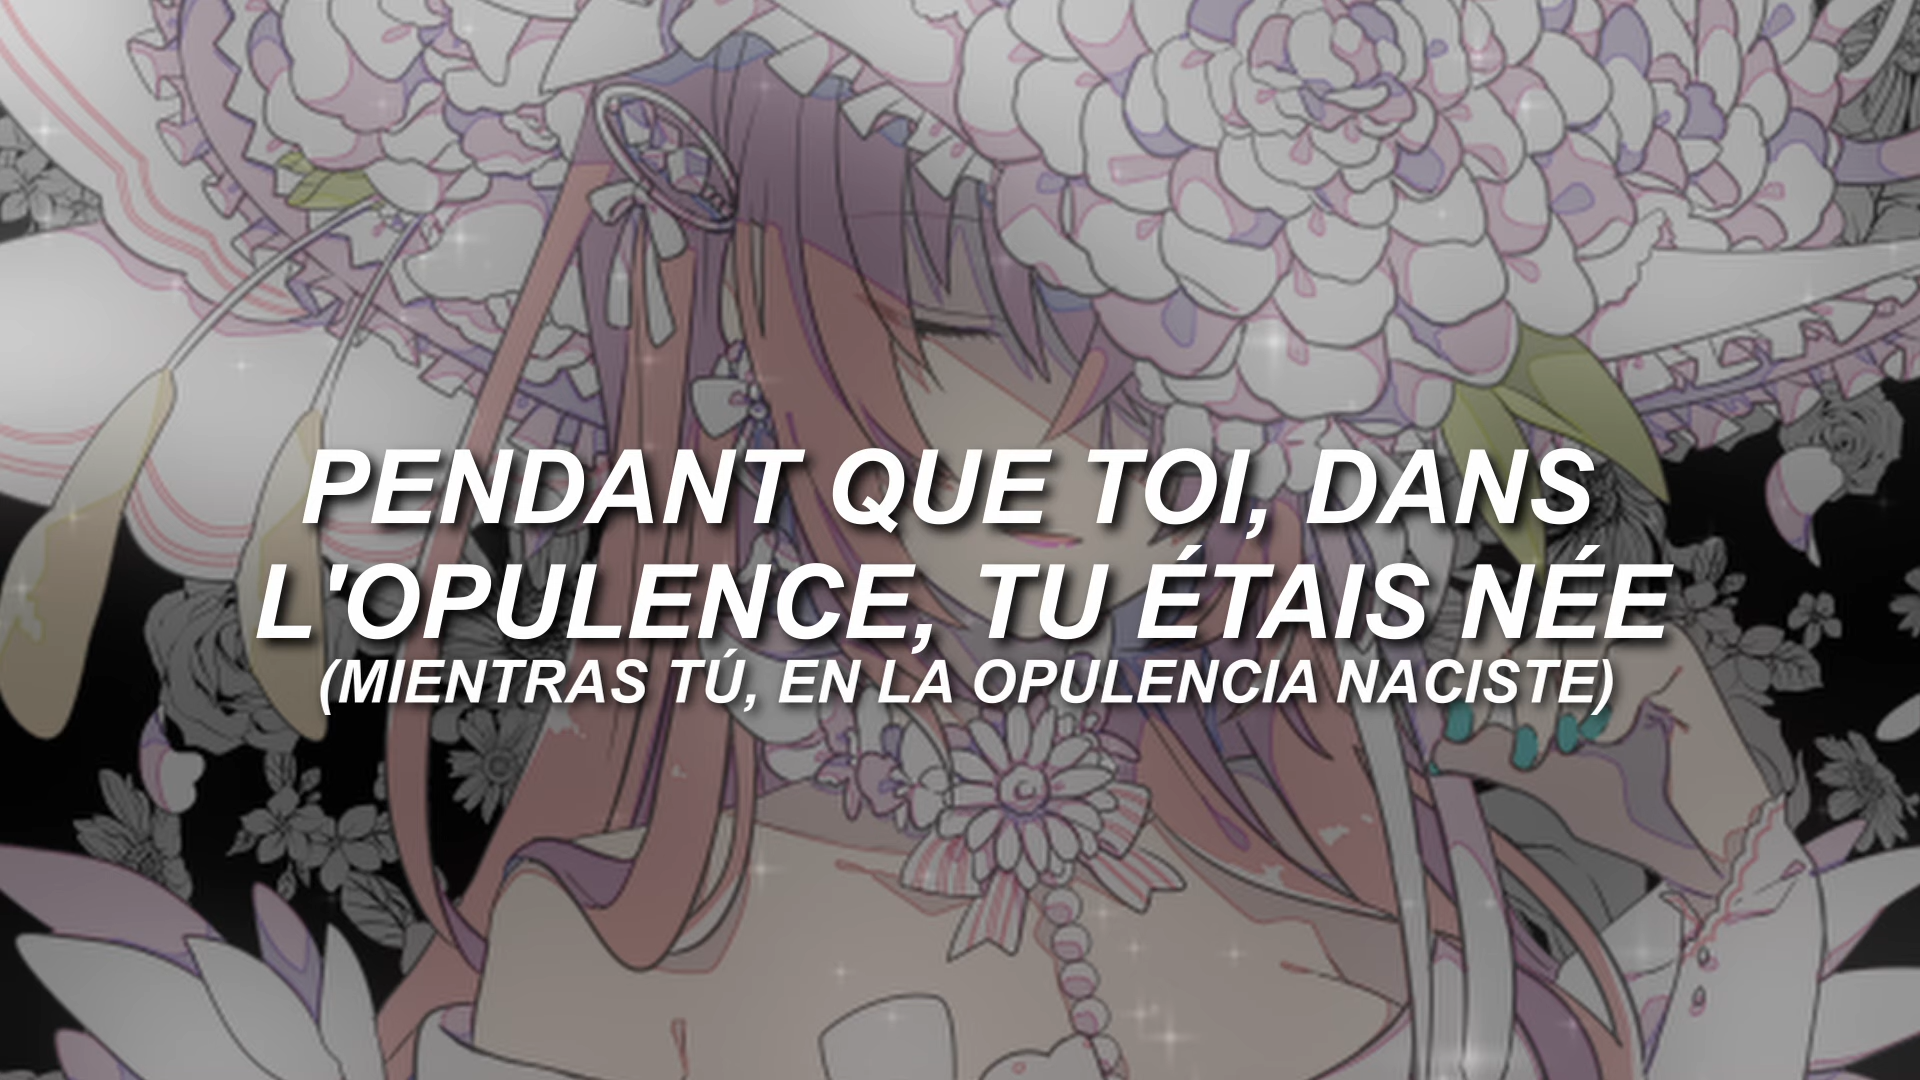 PENDANT QUE TOI, DANS
L'OPULENCE, TU ÉTAIS NÉE
(MIENTRAS TÚ, EN LA OPULENCIA NACISTE)